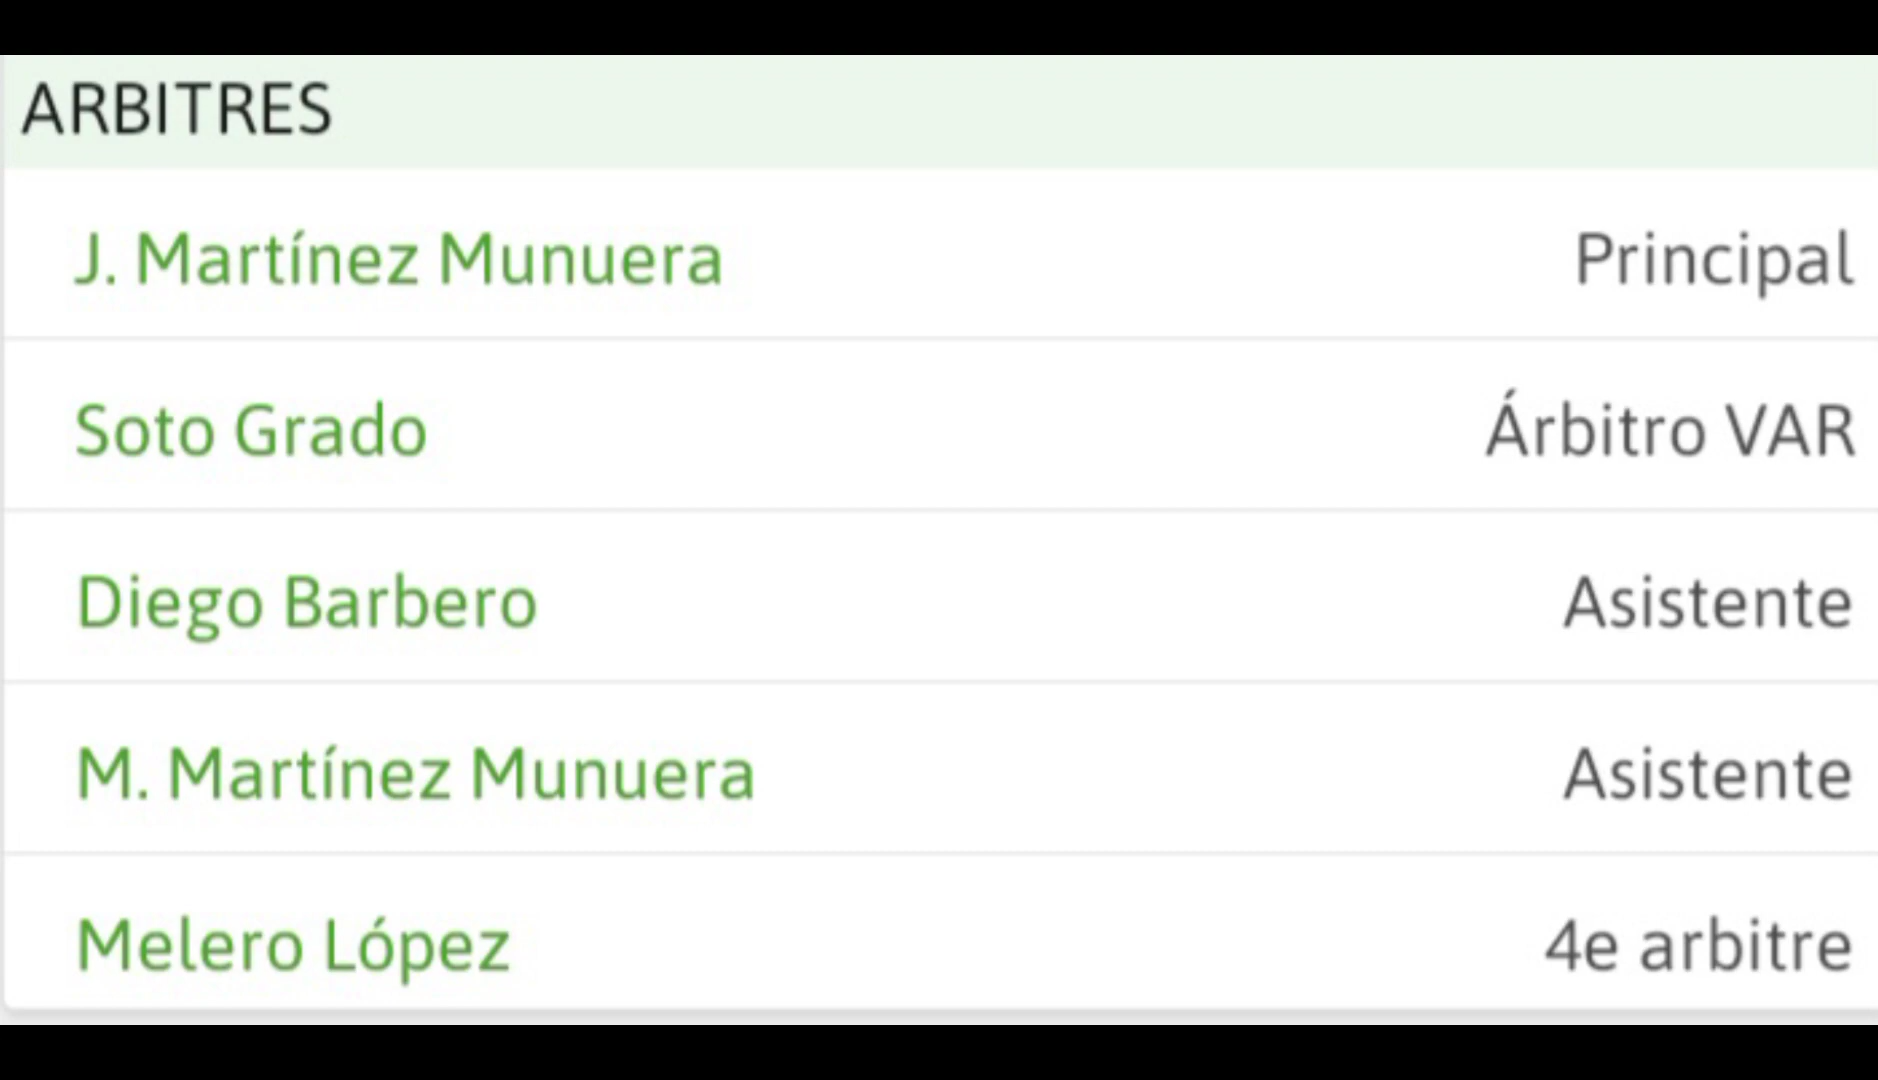 ARBITRES
J. Martínez Munuera Principal
Soto Grado Árbitro VAR
Diego Barbero Asistente
M. Martínez Munuera Asistente
Melero López 4e arbitre